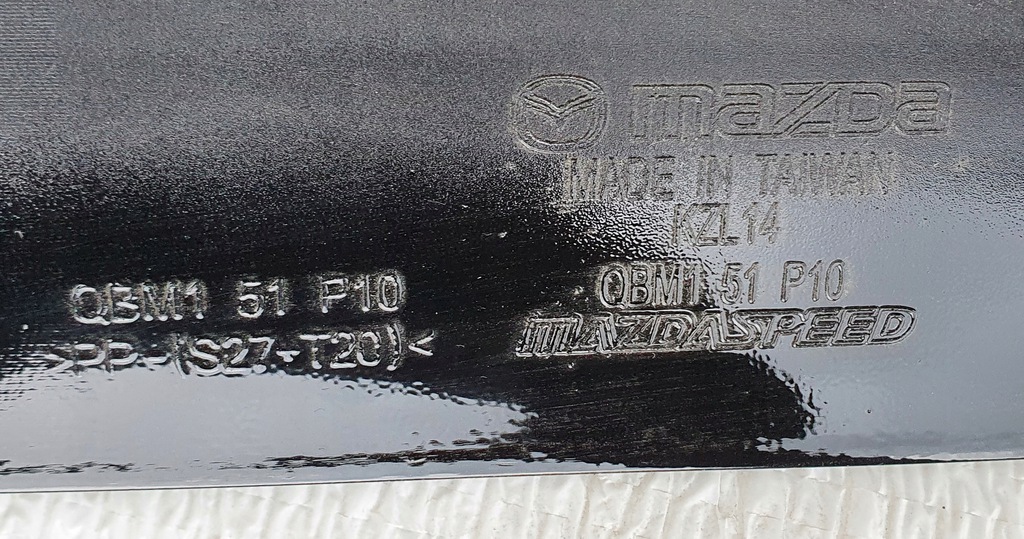 mazda
MADE IN TAIWAN
KZL14
QBM1 51 P10
MAZDASPEED
QBM1 51 P10
>PP-(S27-T20)<